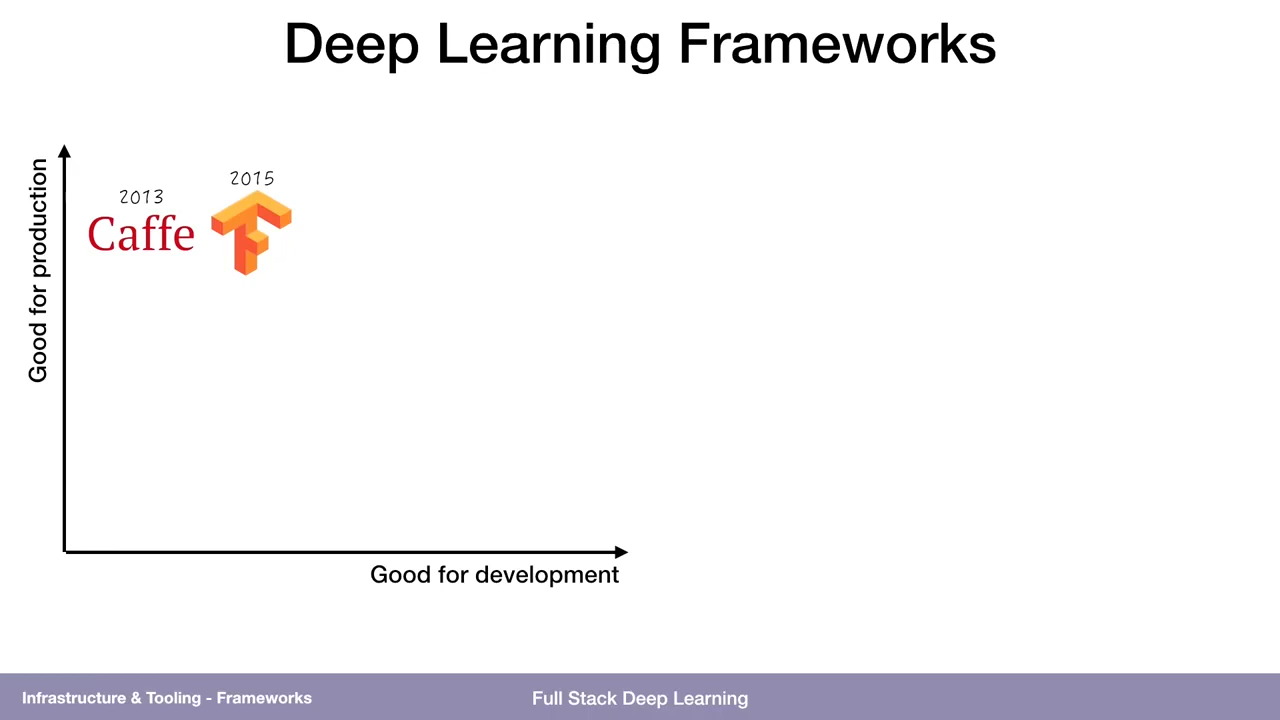 Deep Learning Frameworks
Good for production
2013
Caffe
2015
Good for development
Infrastructure & Tooling - Frameworks
Full Stack Deep Learning